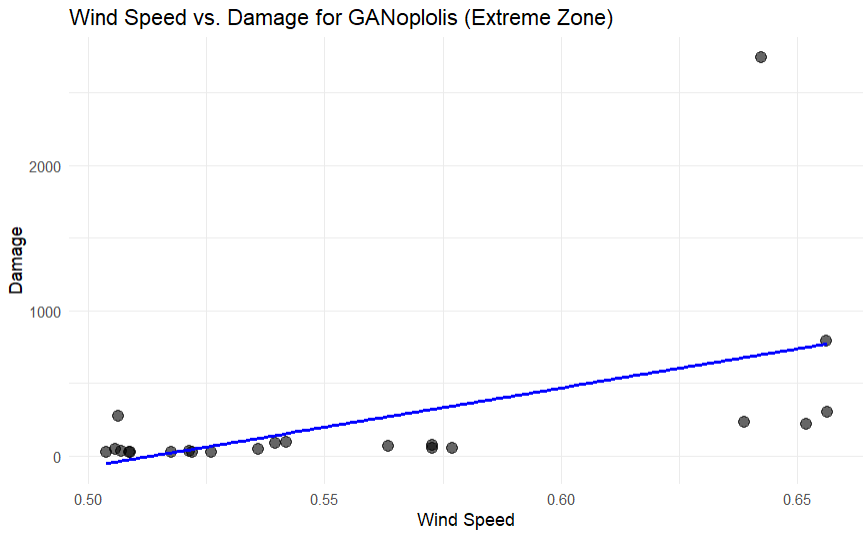 Wind Speed vs. Damage for GANoplolis (Extreme Zone)
Damage
2000
1000
0
0.50 0.55 0.60 0.65
Wind Speed